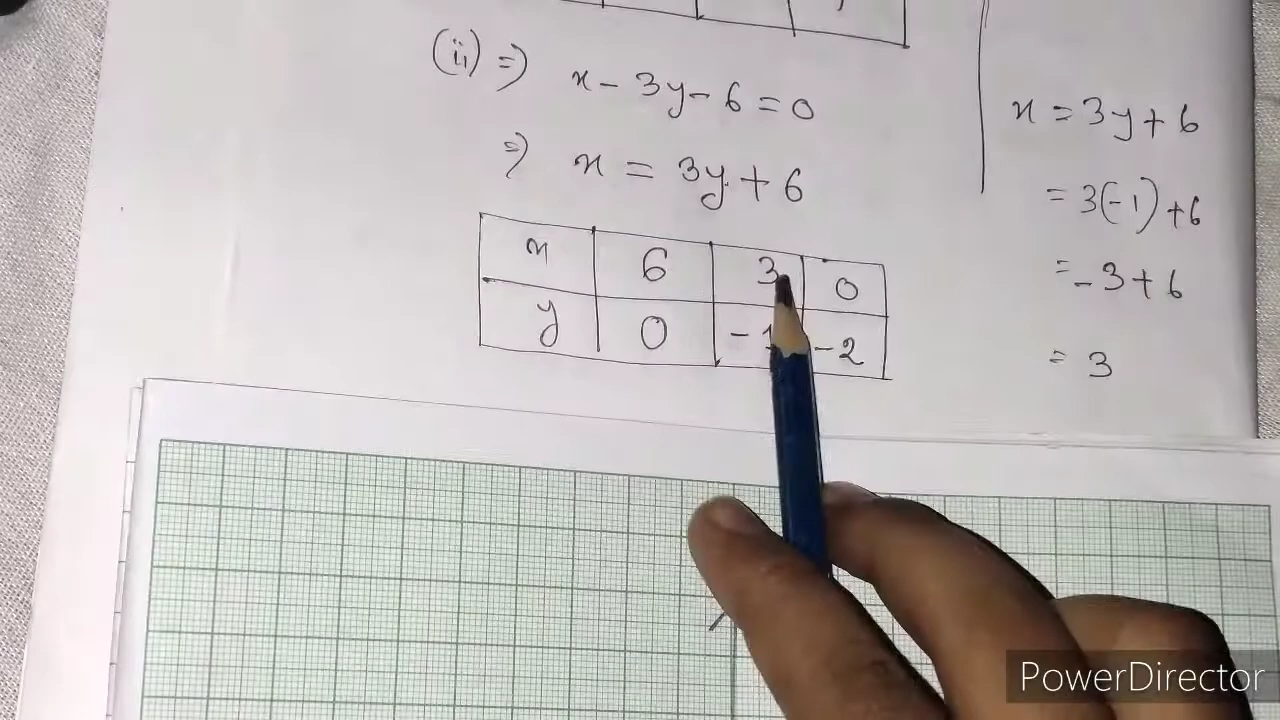 (ii) => x - 3y - 6 = 0
=> x = 3y + 6
x 6 3 0
y 0 -1 -2
x = 3y + 6
= 3(-1) + 6
= -3 + 6
= 3
PowerDirector